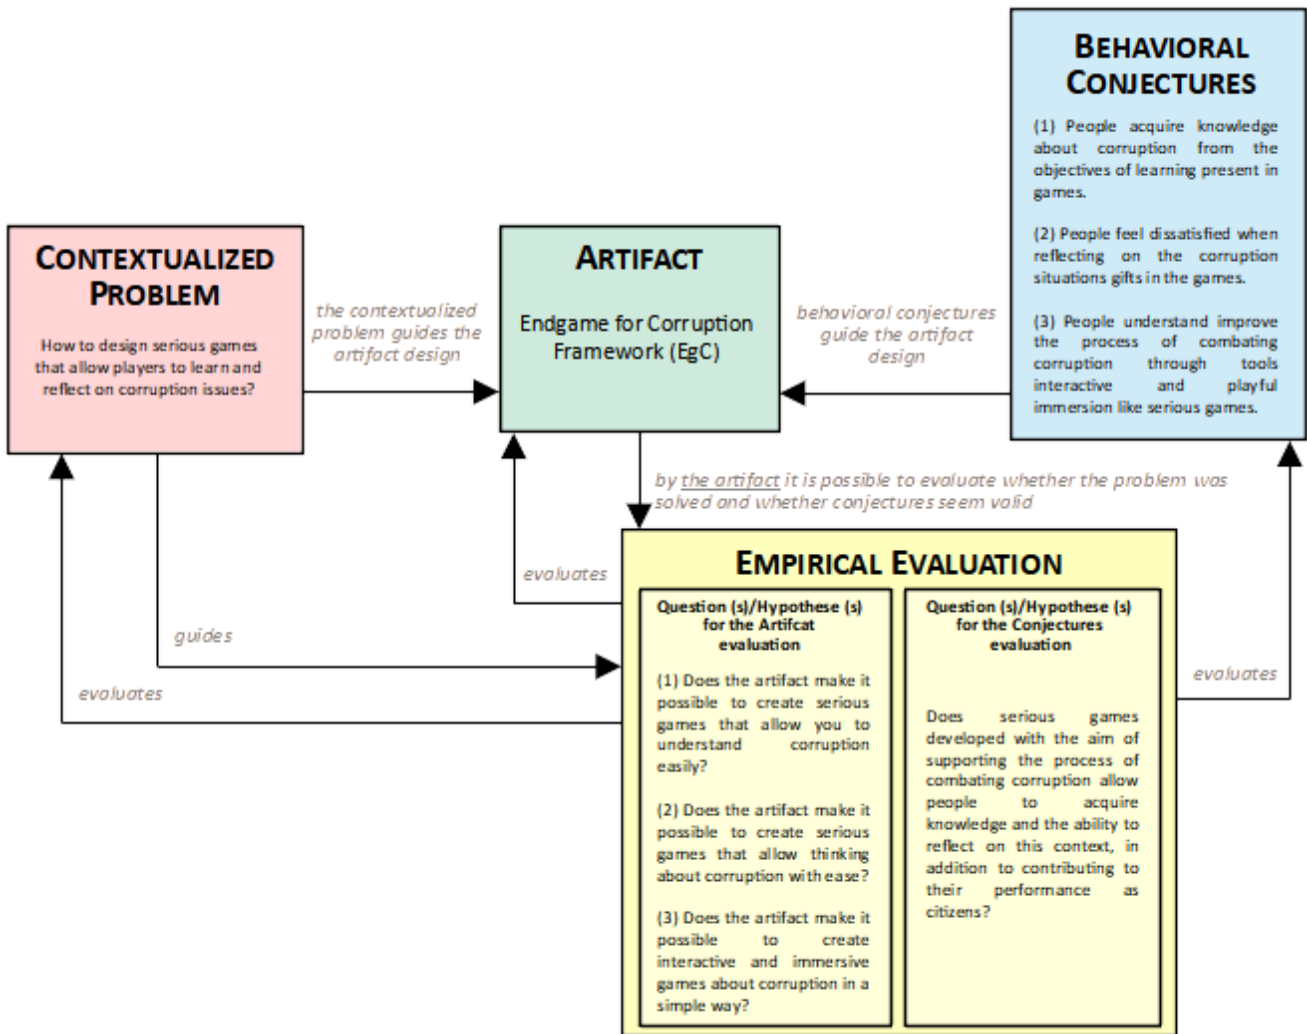 CONTEXTUALIZED
PROBLEM
How to design serious games
that allow players to learn and
reflect on corruption issues?
the contextualized
problem guides the
artifact design
ARTIFACT
Endgame for Corruption
Framework (EgC)
behavioral conjectures
guide the artifact
design
BEHAVIORAL
CONJECTURES
(1) People acquire knowledge
about corruption from the
objectives of learning present in
games.
(2) People feel dissatisfied when
reflecting on the corruption
situations gifts in the games.
(3) People understand improve
the process of combating
corruption through tools
interactive and playful
immersion like serious games.
by the artifact it is possible to evaluate whether the problem was
solved and whether conjectures seem valid
evaluates
guides
evaluates
evaluates
EMPIRICAL EVALUATION
Question (s)/Hypothese (s)
for the Artifcat
evaluation
(1) Does the artifact make it
possible to create serious
games that allow you to
understand corruption
easily?
(2) Does the artifact make it
possible to create serious
games that allow thinking
about corruption with ease?
(3) Does the artifact make it
possible to create
interactive and immersive
games about corruption in a
simple way?
Question (s)/Hypothese (s)
for the Conjectures
evaluation
Does serious games
developed with the aim of
supporting the process of
combating corruption allow
people to acquire
knowledge and the ability to
reflect on this context, in
addition to contributing to
their performance as
citizens?